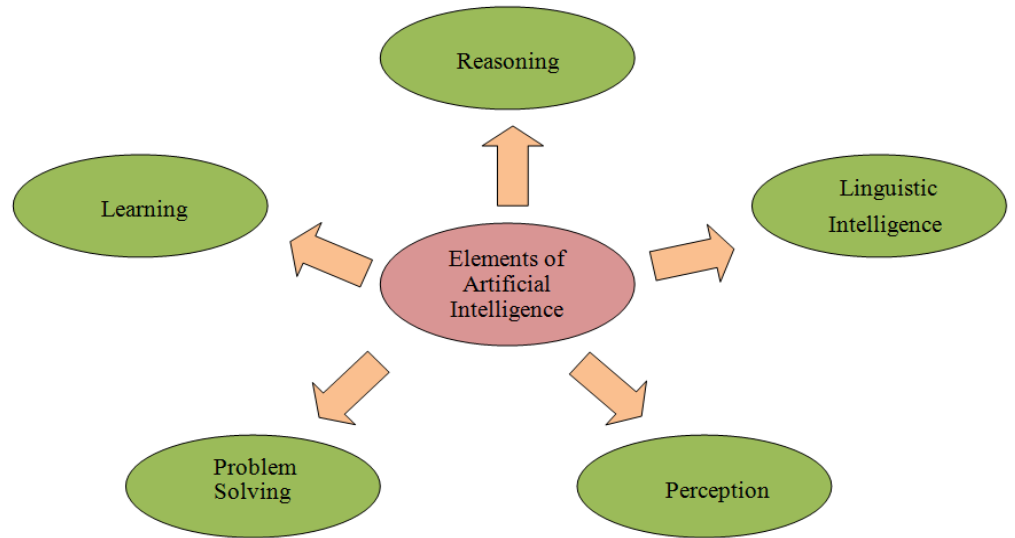 Reasoning
Learning
Linguistic
Intelligence
Elements of
Artificial
Intelligence
Problem
Solving
Perception